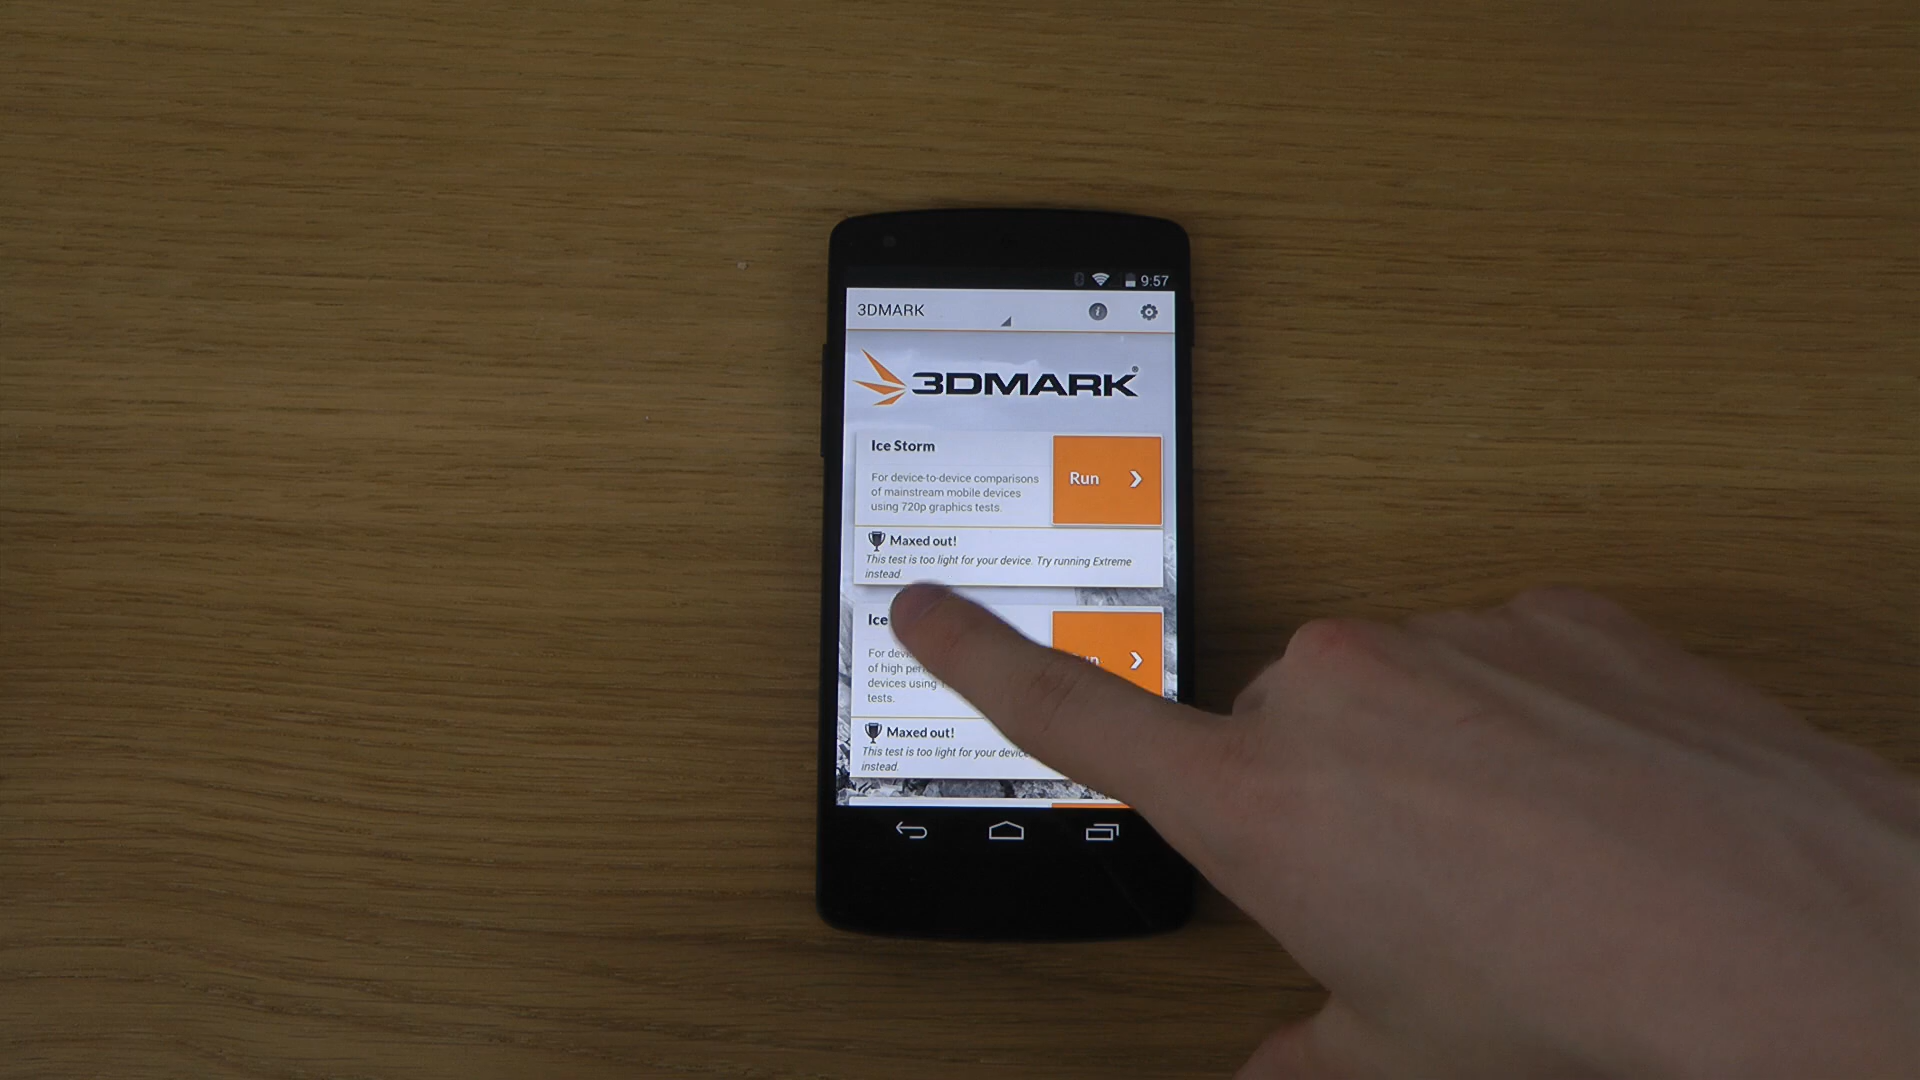 9:57
3DMARK
3DMARK®
Ice Storm
For device-to-device comparisons
of mainstream mobile devices
using 720p graphics tests.
Run
Maxed out!
This test is too light for your device. Try running Extreme
instead.
Ice
For
of high
devices using
tests.
Maxed out!
This test is too light for your device
instead.